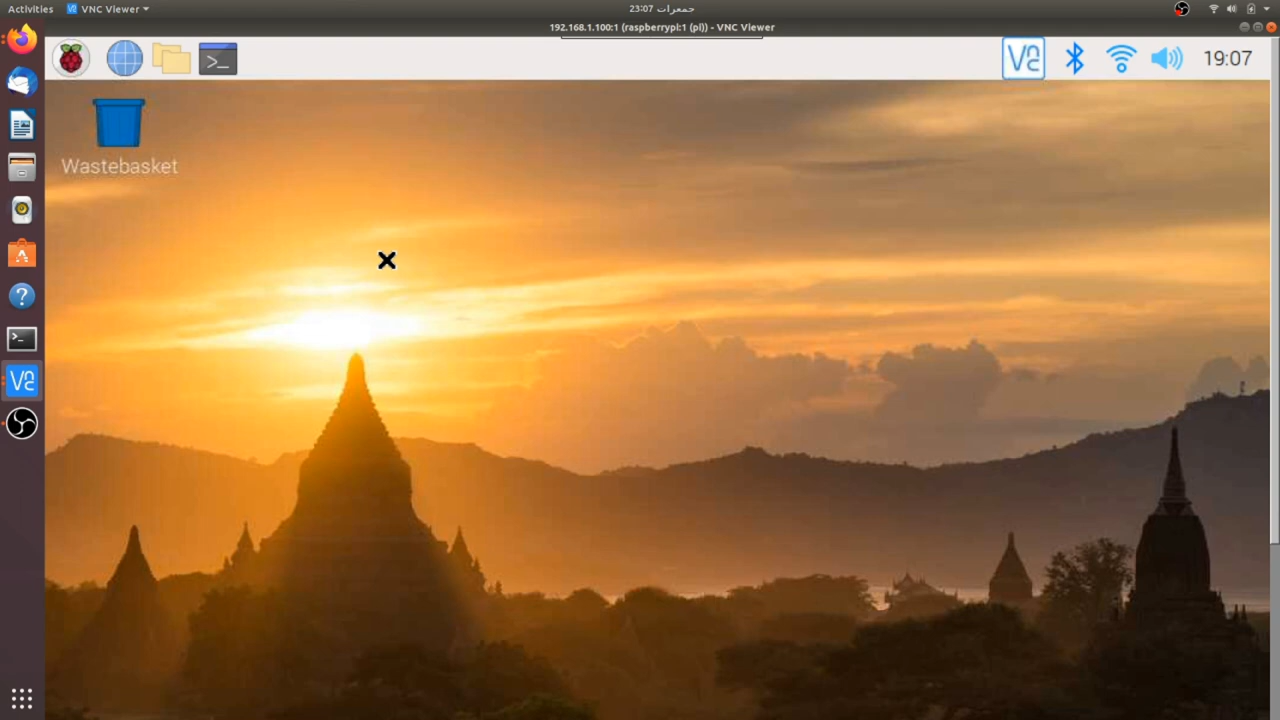 Activities VNC Viewer 23:07 جمعرات
192.168.1.100:1 (raspberrypi:1 (pi)) - VNC Viewer
19:07
Wastebasket